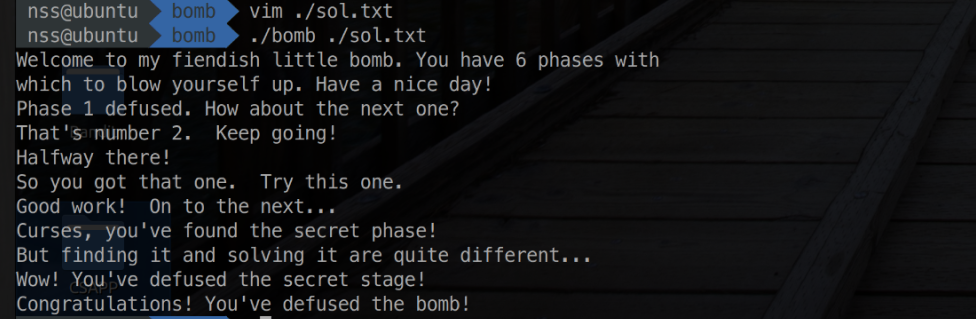 nss@ubuntu bomb vim ./sol.txt
nss@ubuntu bomb ./bomb ./sol.txt
Welcome to my fiendish little bomb. You have 6 phases with
which to blow yourself up. Have a nice day!
Phase 1 defused. How about the next one?
That's number 2.  Keep going!
Halfway there!
So you got that one.  Try this one.
Good work!  On to the next...
Curses, you've found the secret phase!
But finding it and solving it are quite different...
Wow! You've defused the secret stage!
CSAPP
Congratulations! You've defused the bomb!